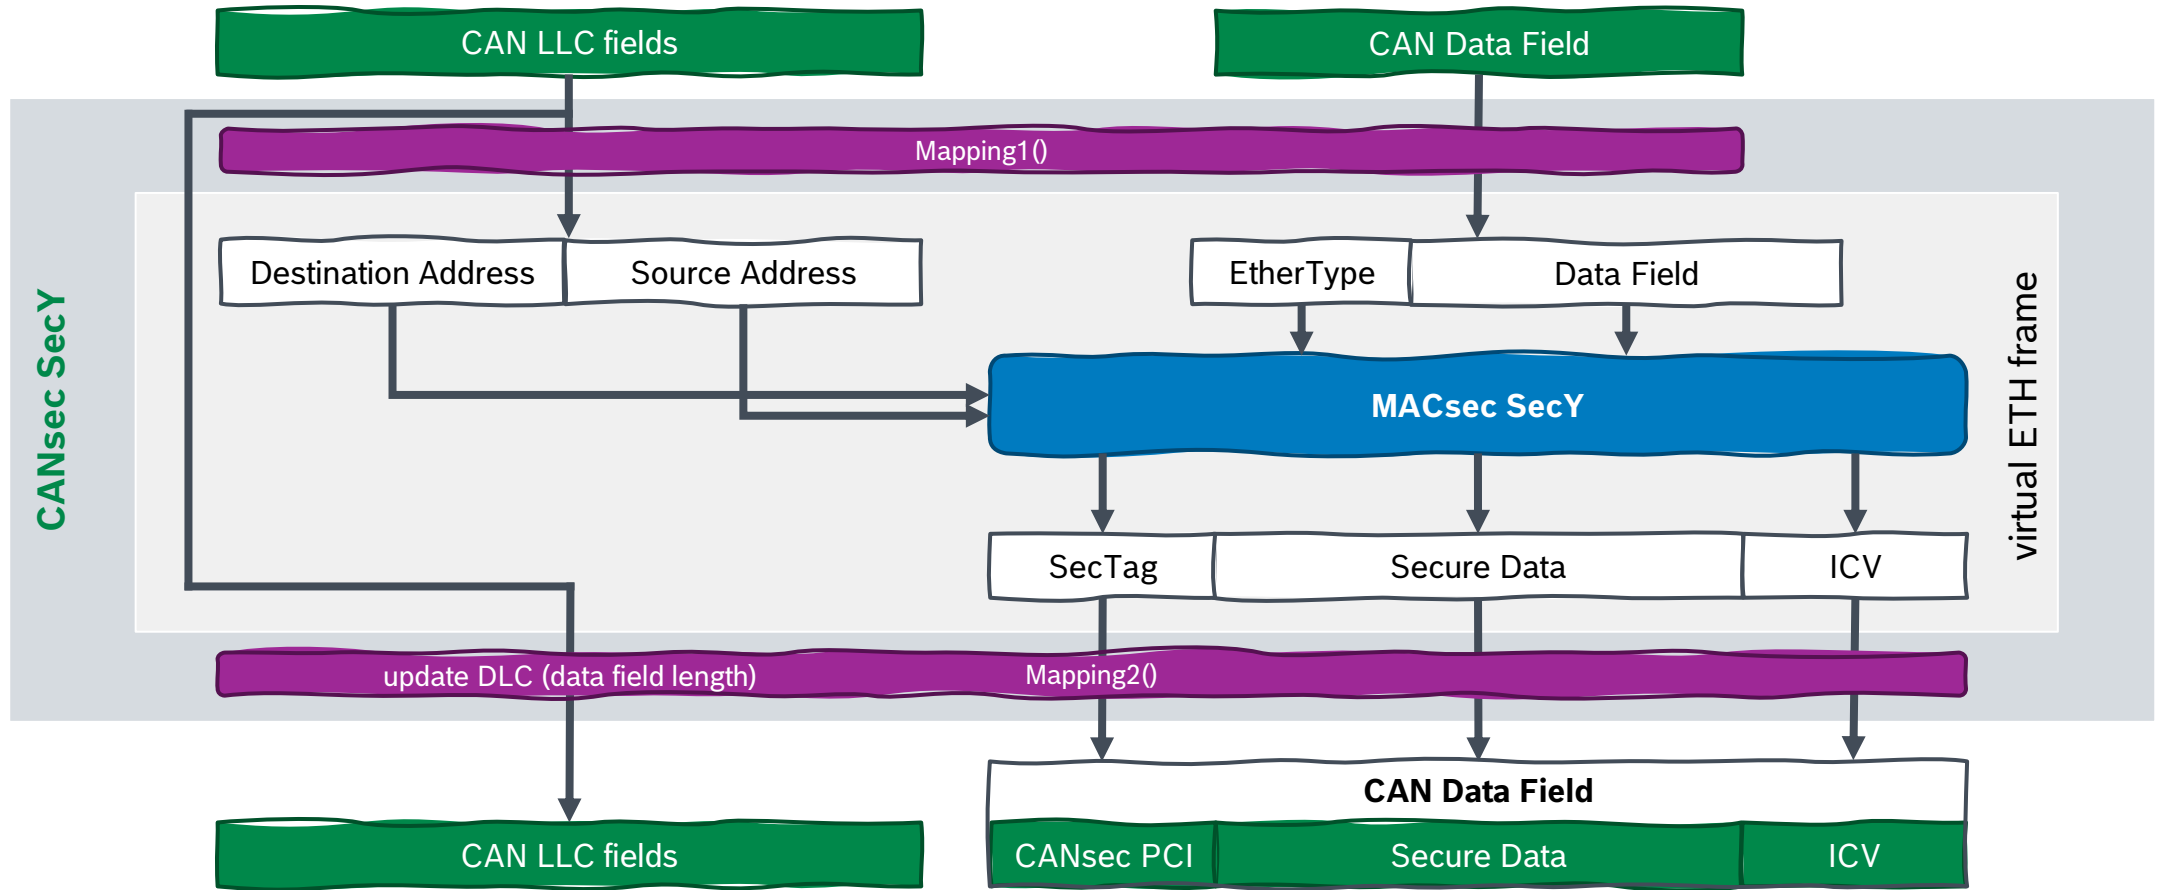 CAN LLC fields
CAN Data Field
Mapping1()
Destination Address
Source Address
EtherType
Data Field
CANsec SecY
virtual ETH frame
MACsec SecY
SecTag
Secure Data
ICV
update DLC (data field length)
Mapping2()
CAN Data Field
CAN LLC fields
CANsec PCI
Secure Data
ICV